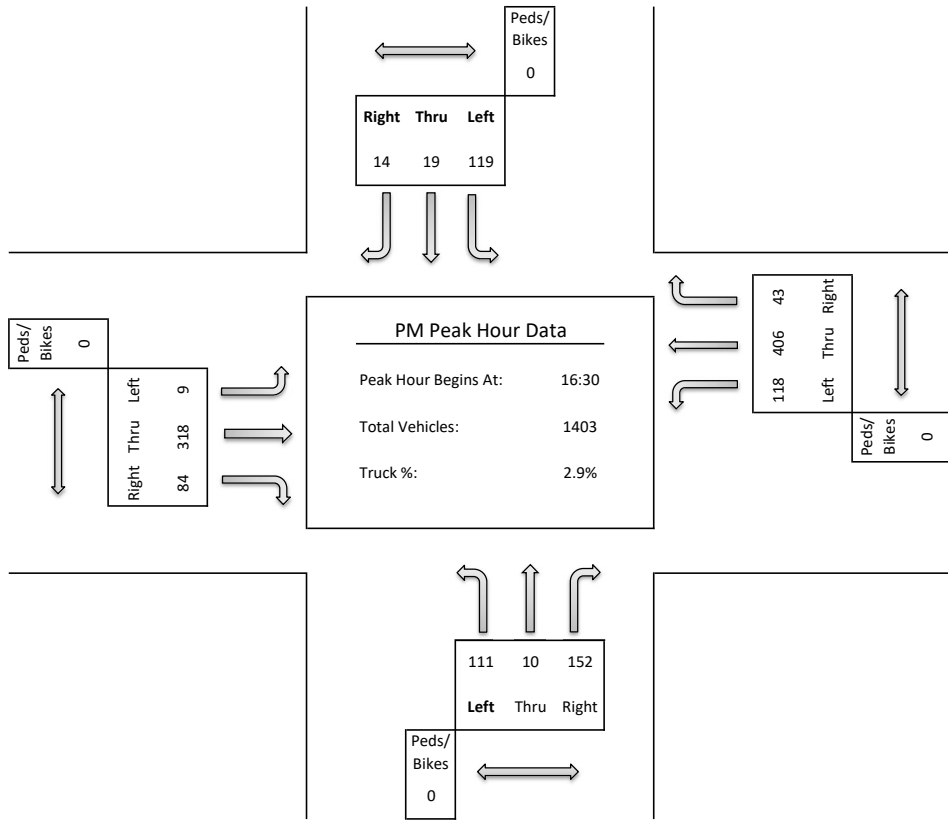 Peds/
Bikes
0
Right Thru Left
14 19 119
Peds/
Bikes
0
Left 9
Thru 318
Right 84
PM Peak Hour Data
Peak Hour Begins At: 16:30
Total Vehicles: 1403
Truck %: 2.9%
43 Right
406 Thru
118 Left
Peds/
Bikes
0
111 10 152
Left Thru Right
Peds/
Bikes
0